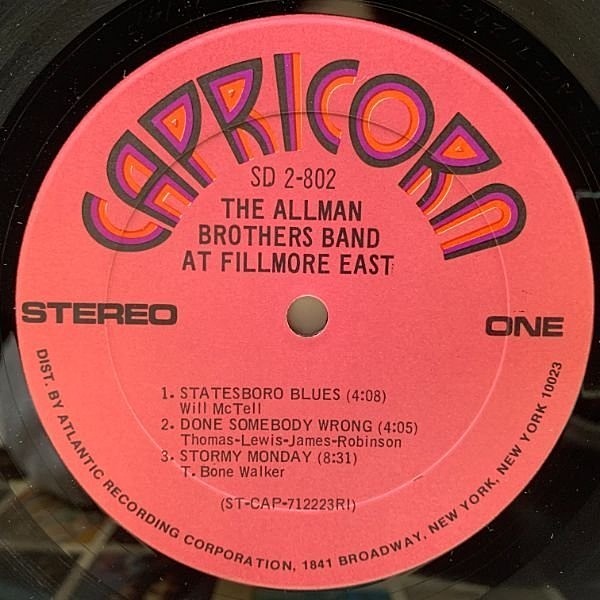 CAPRICORN
SD 2-802
THE ALLMAN
BROTHERS BAND
AT FILLMORE EAST
STEREO
ONE
1. STATESBORO BLUES (4:08)
Will McTell
2. DONE SOMEBODY WRONG (4:05)
Thomas-Lewis-James-Robinson
3. STORMY MONDAY (8:31)
T. Bone Walker
(ST-CAP-712223RI)
DIST. BY ATLANTIC RECORDING CORPORATION, 1841 BROADWAY, NEW YORK, NEW YORK 10023